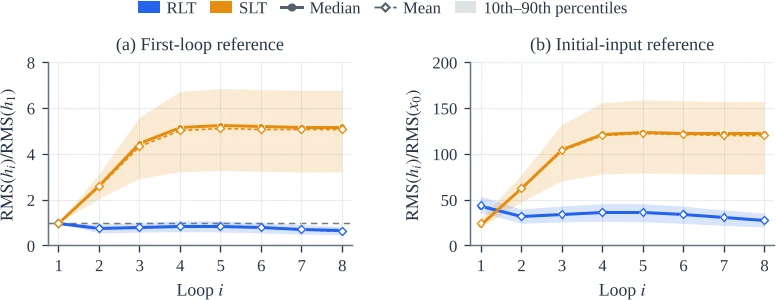 RLT SLT Median Mean 10th–90th percentiles
(a) First-loop reference
RMS(h_i)/RMS(h_1)
8
6
4
2
0
1 2 3 4 5 6 7 8
Loop i
(b) Initial-input reference
RMS(h_i)/RMS(x_0)
200
150
100
50
0
1 2 3 4 5 6 7 8
Loop i